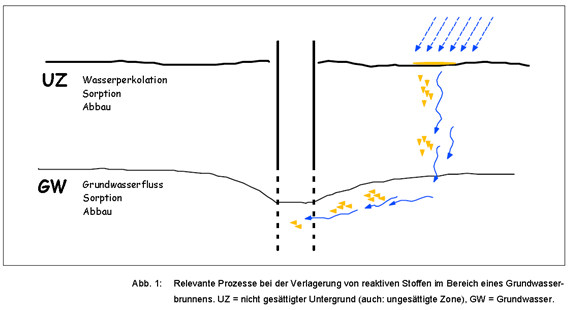 UZ
Wasserperkolation
Sorption
Abbau
GW
Grundwasserfluss
Sorption
Abbau
Abb. 1: Relevante Prozesse bei der Verlagerung von reaktiven Stoffen im Bereich eines Grundwasser-
brunnens. UZ = nicht gesättigter Untergrund (auch: ungesättigte Zone), GW = Grundwasser.